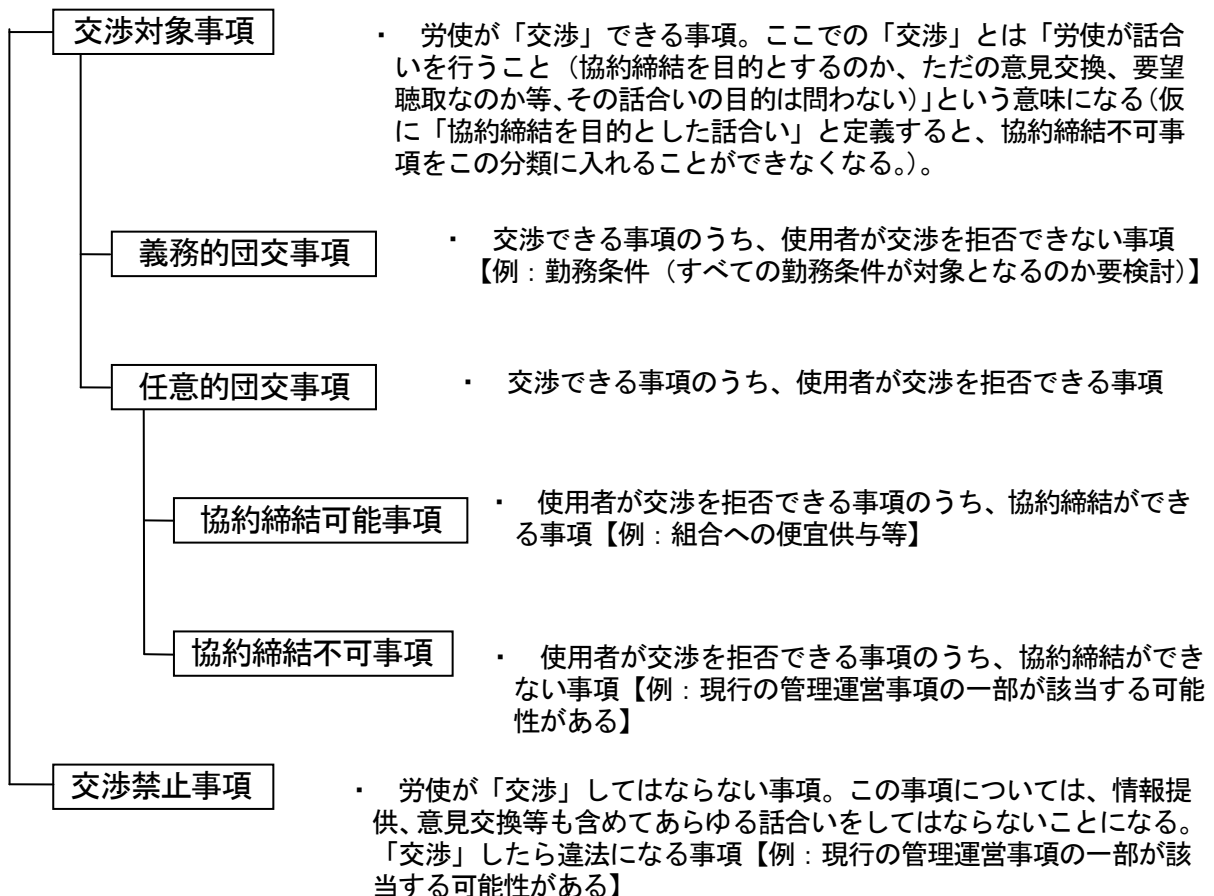 交渉対象事項
・　労使が「交渉」できる事項。ここでの「交渉」とは「労使が話合
いを行うこと（協約締結を目的とするのか、ただの意見交換、要望
聴取なのか等、その話合いの目的は問わない）」という意味になる（仮
に「協約締結を目的とした話合い」と定義すると、協約締結不可事
項をこの分類に入れることができなくなる。）。
義務的団交事項
・　交渉できる事項のうち、使用者が交渉を拒否できない事項
【例：勤務条件（すべての勤務条件が対象となるのか要検討）】
任意的団交事項
・　交渉できる事項のうち、使用者が交渉を拒否できる事項
協約締結可能事項
・　使用者が交渉を拒否できる事項のうち、協約締結ができ
る事項【例：組合への便宜供与等】
協約締結不可事項
・　使用者が交渉を拒否できる事項のうち、協約締結ができ
ない事項【例：現行の管理運営事項の一部が該当する可能
性がある】
交渉禁止事項
・　労使が「交渉」してはならない事項。この事項については、情報提
供、意見交換等も含めてあらゆる話合いをしてはならないことになる。
「交渉」したら違法になる事項【例：現行の管理運営事項の一部が該
当する可能性がある】